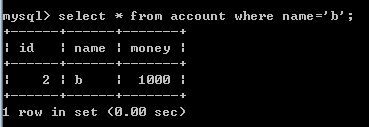 mysql> select * from account where name='b';
+------+------+-------+
| id   | name | money |
+------+------+-------+
|    2 | b    |  1000 |
+------+------+-------+
1 row in set (0.00 sec)